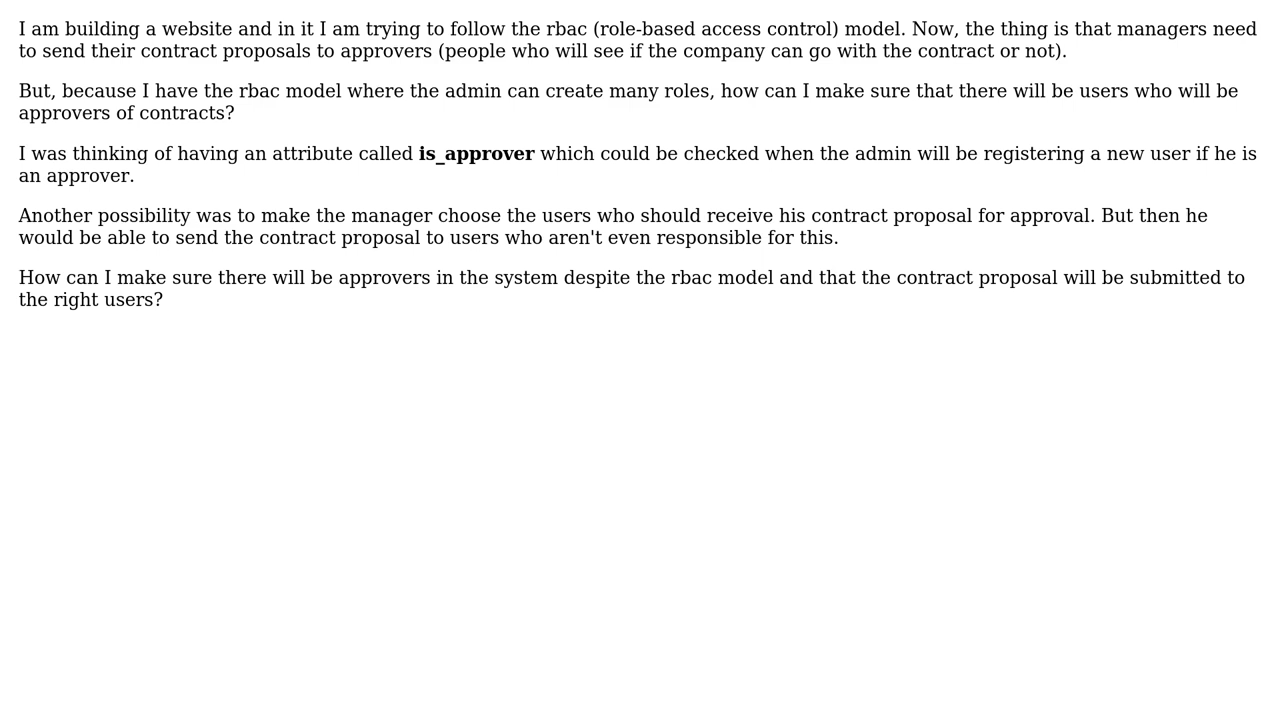 I am building a website and in it I am trying to follow the rbac (role-based access control) model. Now, the thing is that managers need
to send their contract proposals to approvers (people who will see if the company can go with the contract or not).
But, because I have the rbac model where the admin can create many roles, how can I make sure that there will be users who will be
approvers of contracts?
I was thinking of having an attribute called is_approver which could be checked when the admin will be registering a new user if he is
an approver.
Another possibility was to make the manager choose the users who should receive his contract proposal for approval. But then he
would be able to send the contract proposal to users who aren't even responsible for this.
How can I make sure there will be approvers in the system despite the rbac model and that the contract proposal will be submitted to
the right users?